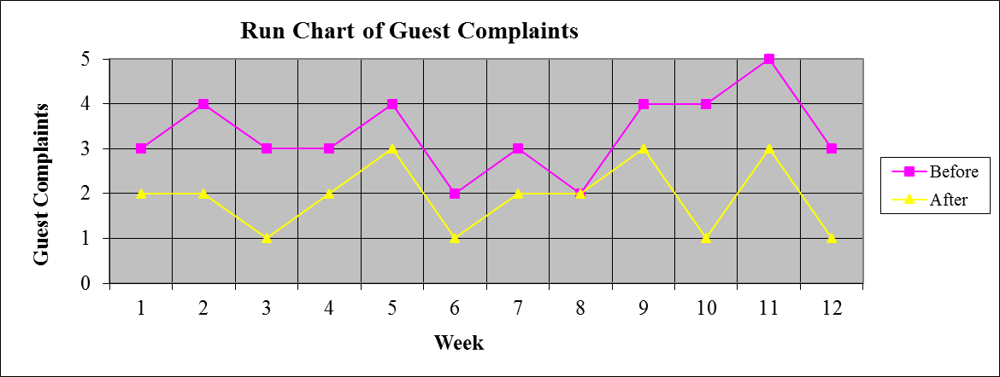 Run Chart of Guest Complaints
Guest Complaints
5
4
3
2
1
0
1 2 3 4 5 6 7 8 9 10 11 12
Week
Before
After